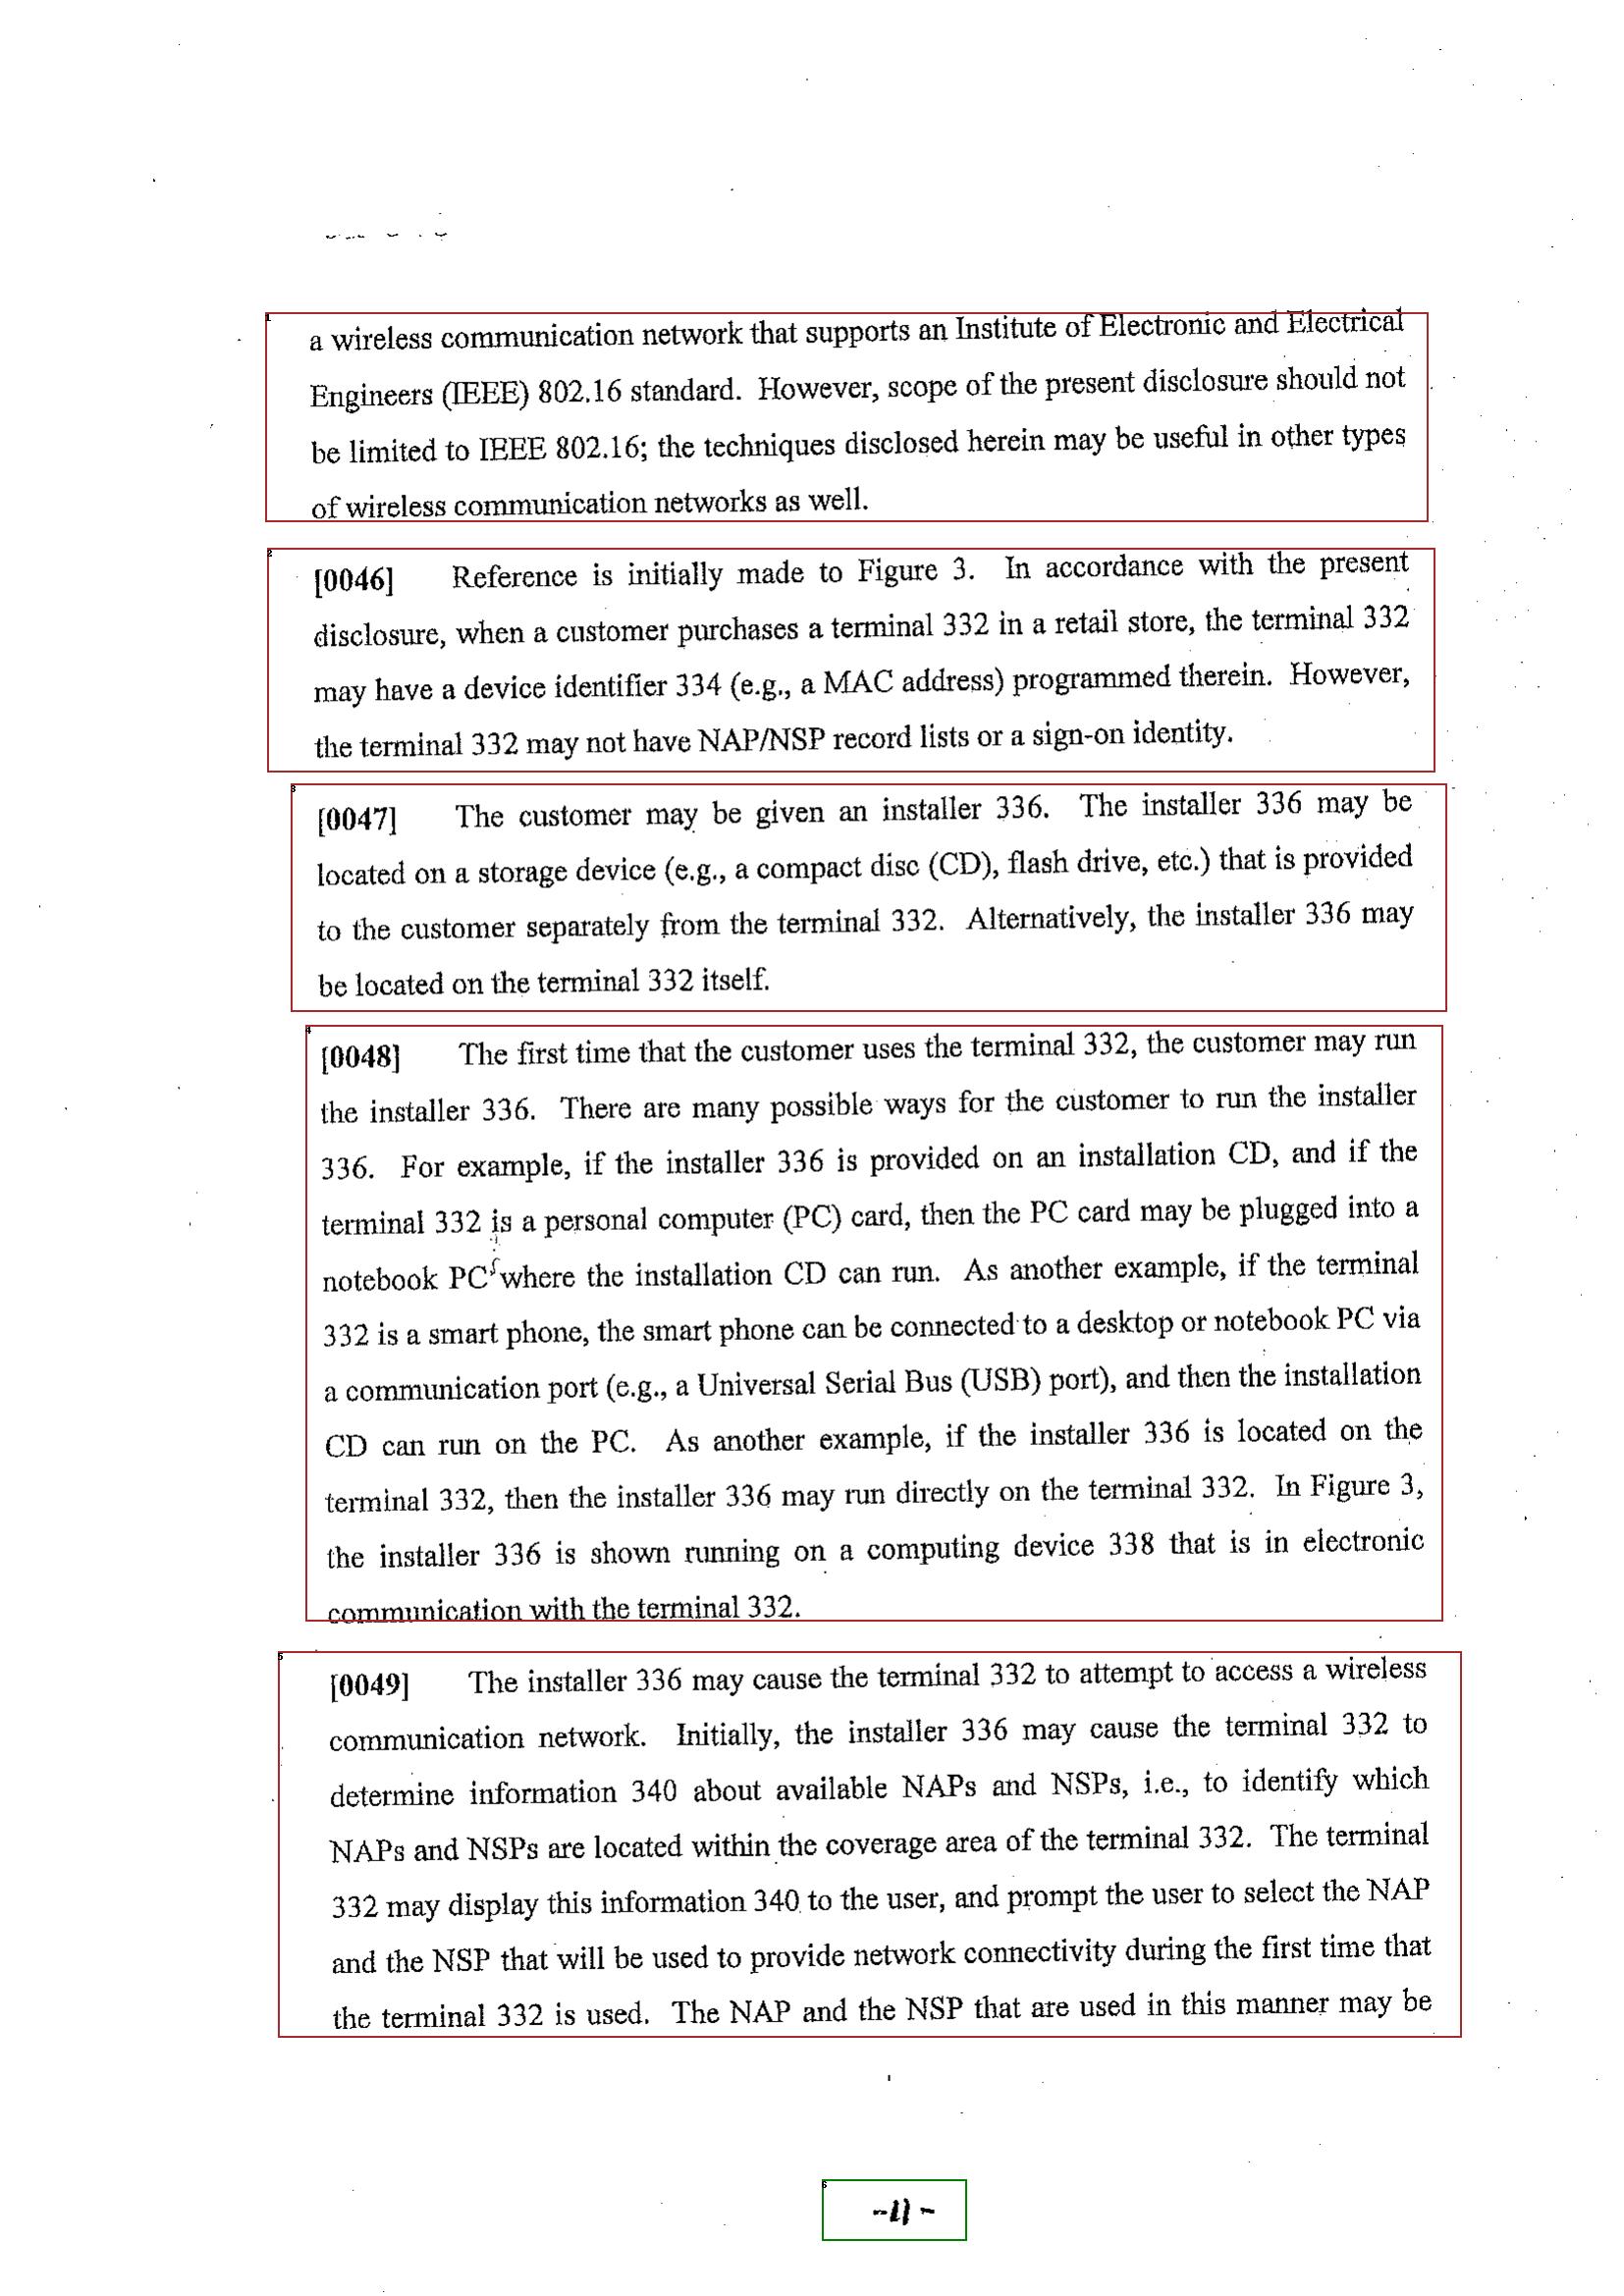 a wireless communication network that supports an Institute of Electronic and Electrical
Engineers (IEEE) 802.16 standard. However, scope of the present disclosure should not
be limited to IEEE 802.16; the techniques disclosed herein may be useful in other types
of wireless communication networks as well.
[0046] Reference is initially made to Figure 3. In accordance with the present
disclosure, when a customer purchases a terminal 332 in a retail store, the terminal 332
may have a device identifier 334 (e.g., a MAC address) programmed therein. However,
the terminal 332 may not have NAP/NSP record lists or a sign-on identity.
[0047] The customer may be given an installer 336. The installer 336 may be
located on a storage device (e.g., a compact disc (CD), flash drive, etc.) that is provided
to the customer separately from the terminal 332. Alternatively, the installer 336 may
be located on the terminal 332 itself.
[0048] The first time that the customer uses the terminal 332, the customer may run
the installer 336. There are many possible ways for the customer to run the installer
336. For example, if the installer 336 is provided on an installation CD, and if the
terminal 332 is a personal computer (PC) card, then the PC card may be plugged into a
notebook PC where the installation CD can run. As another example, if the terminal
332 is a smart phone, the smart phone can be connected to a desktop or notebook PC via
a communication port (e.g., a Universal Serial Bus (USB) port), and then the installation
CD can run on the PC. As another example, if the installer 336 is located on the
terminal 332, then the installer 336 may run directly on the terminal 332. In Figure 3,
the installer 336 is shown running on a computing device 338 that is in electronic
communication with the terminal 332.
[0049] The installer 336 may cause the terminal 332 to attempt to access a wireless
communication network. Initially, the installer 336 may cause the terminal 332 to
determine information 340 about available NAPs and NSPs, i.e., to identify which
NAPs and NSPs are located within the coverage area of the terminal 332. The terminal
332 may display this information 340 to the user, and prompt the user to select the NAP
and the NSP that will be used to provide network connectivity during the first time that
the terminal 332 is used. The NAP and the NSP that are used in this manner may be
-11-